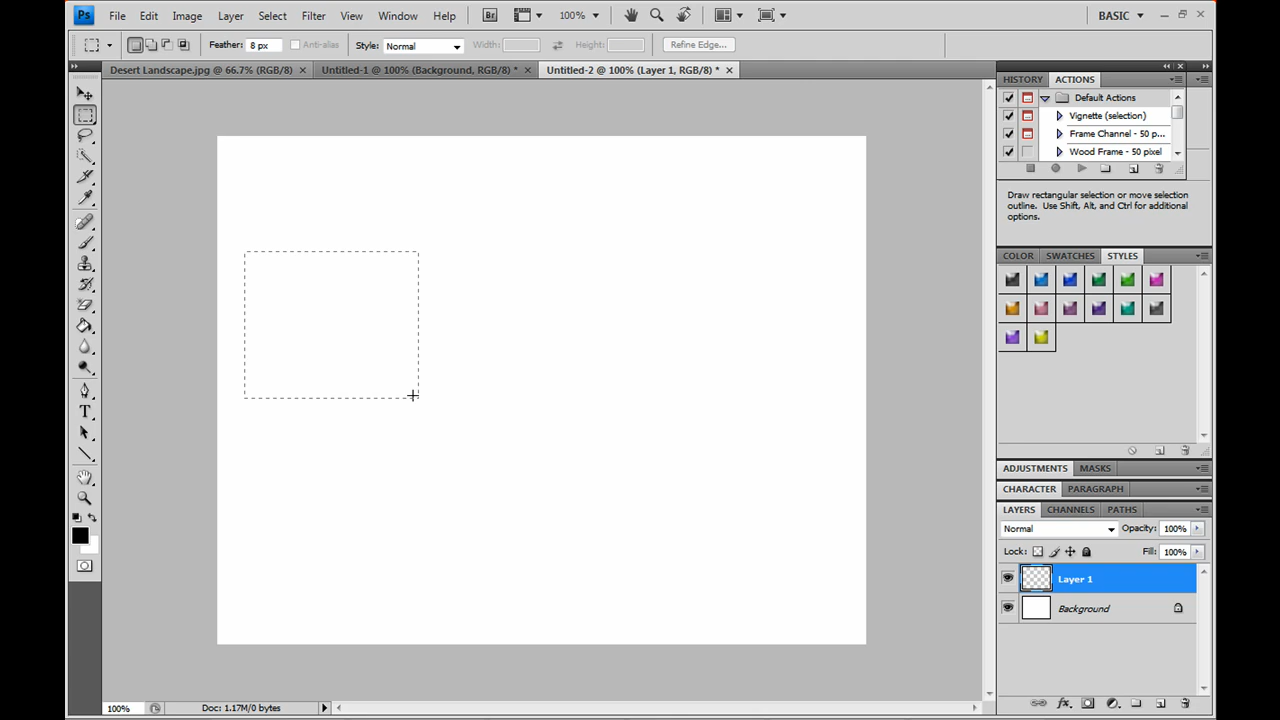 Ps File Edit Image Layer Select Filter View Window Help Br 100% BASIC
Feather: 8 px Anti-alias Style: Normal Width: Height: Refine Edge...
Desert Landscape.jpg @ 66.7% (RGB/8) × Untitled-1 @ 100% (Background, RGB/8) * × Untitled-2 @ 100% (Layer 1, RGB/8) * ×
HISTORY ACTIONS
Default Actions
Vignette (selection)
Frame Channel - 50 p...
Wood Frame - 50 pixel
Draw rectangular selection or move selection
outline. Use Shift, Alt, and Ctrl for additional
options.
COLOR SWATCHES STYLES
ADJUSTMENTS MASKS
CHARACTER PARAGRAPH
LAYERS CHANNELS PATHS
Normal Opacity: 100%
Lock: Fill: 100%
Layer 1
Background
T
100% Doc: 1.17M/0 bytes